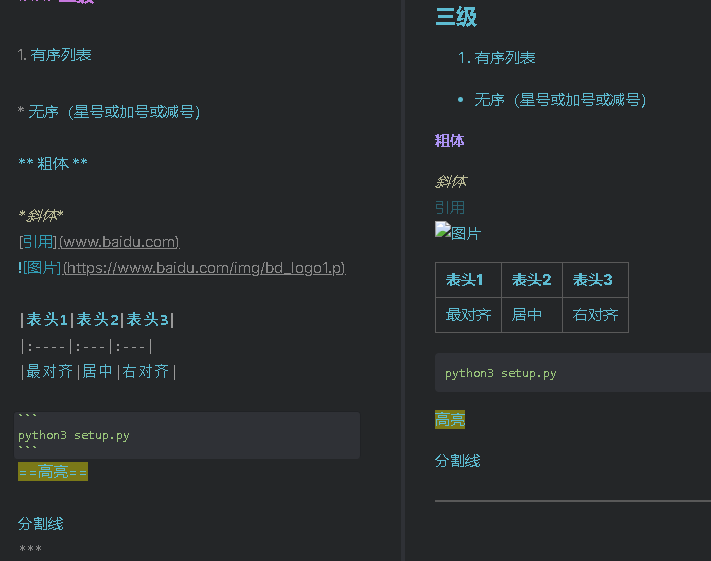 1. 有序列表
* 无序（星号或加号或减号）
** 粗体 **
*斜体*
[引用](www.baidu.com)
![图片](https://www.baidu.com/img/bd_logo1.p)
|表头1|表头2|表头3|
|:----|:---|:---|
|最对齐|居中|右对齐|
```
python3 setup.py
```
==高亮==
分割线
***
三级
1. 有序列表
• 无序（星号或加号或减号）
粗体
斜体
引用
图片
表头1 表头2 表头3
最对齐 居中 右对齐
python3 setup.py
高亮
分割线